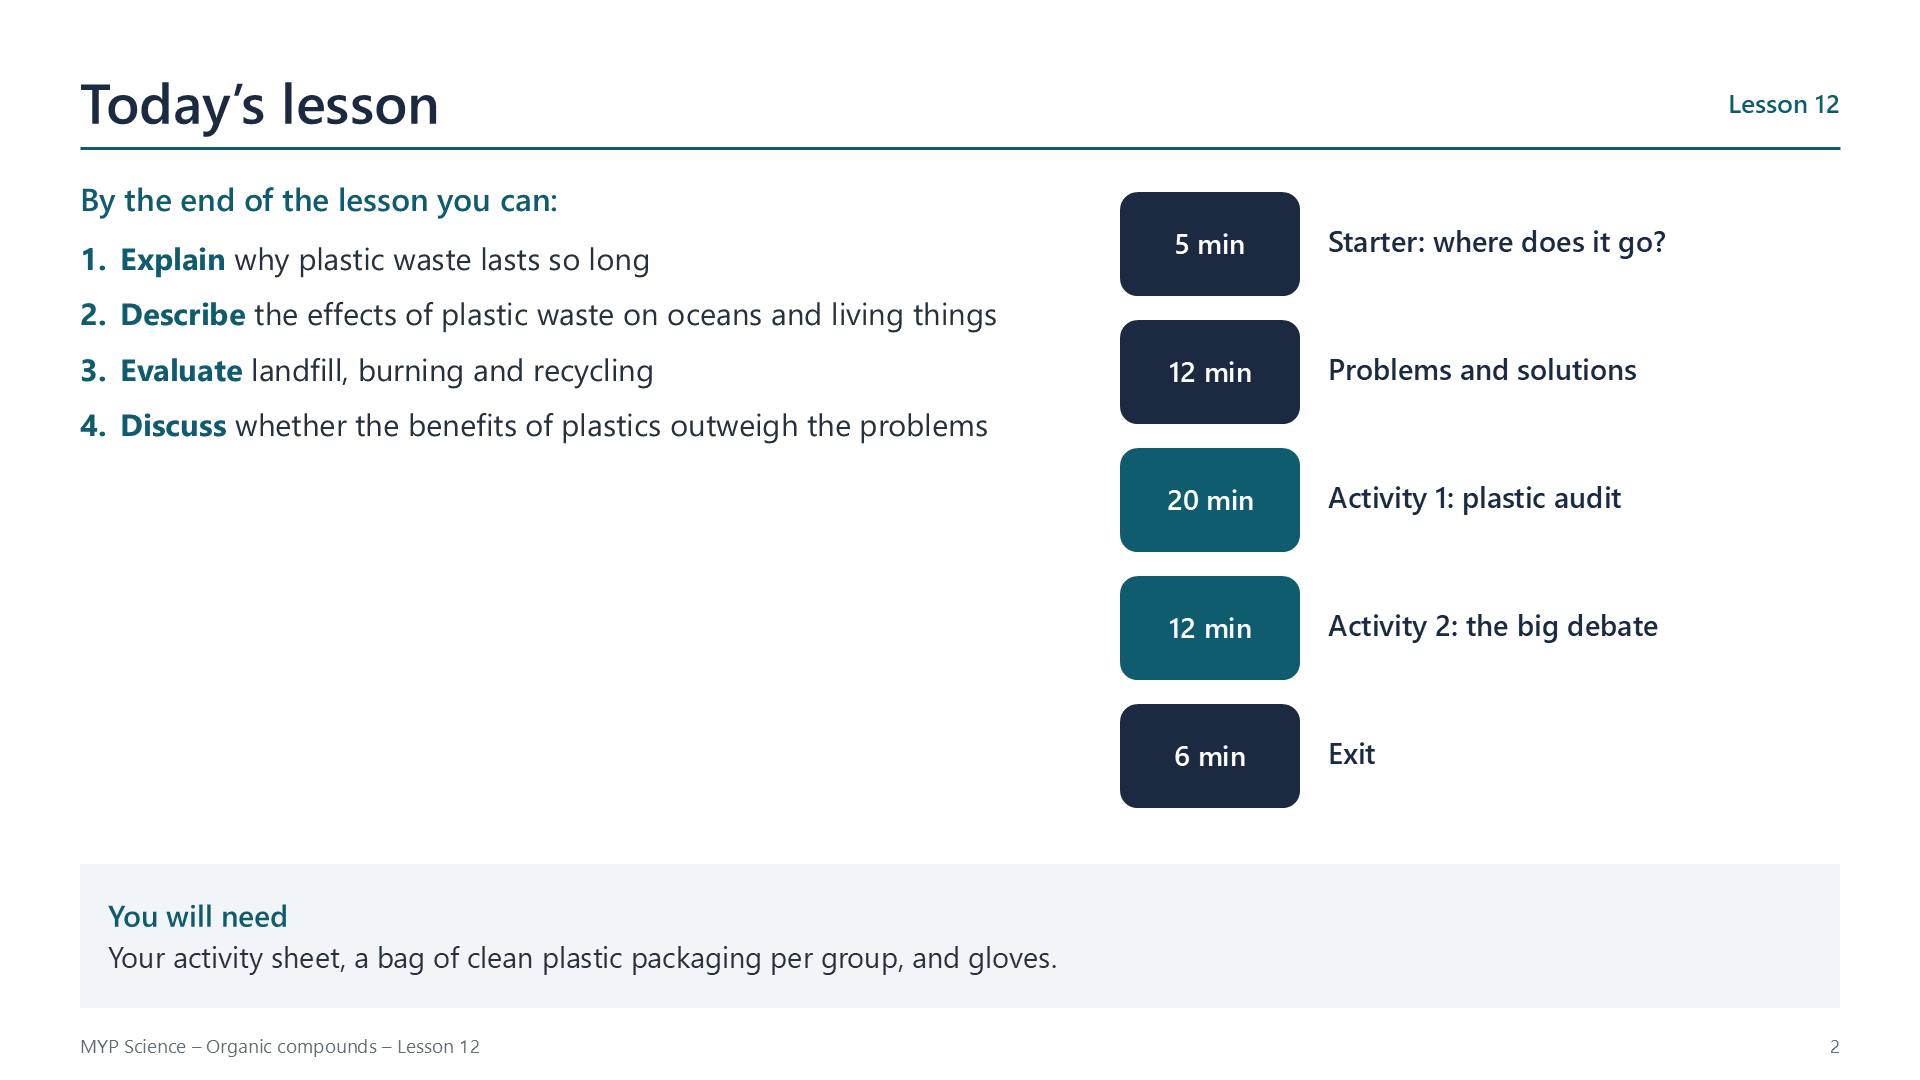 Today’s lesson
Lesson 12
By the end of the lesson you can:
1. Explain why plastic waste lasts so long
2. Describe the effects of plastic waste on oceans and living things
3. Evaluate landfill, burning and recycling
4. Discuss whether the benefits of plastics outweigh the problems
5 min
Starter: where does it go?
12 min
Problems and solutions
20 min
Activity 1: plastic audit
12 min
Activity 2: the big debate
6 min
Exit
You will need
Your activity sheet, a bag of clean plastic packaging per group, and gloves.
MYP Science – Organic compounds – Lesson 12
2